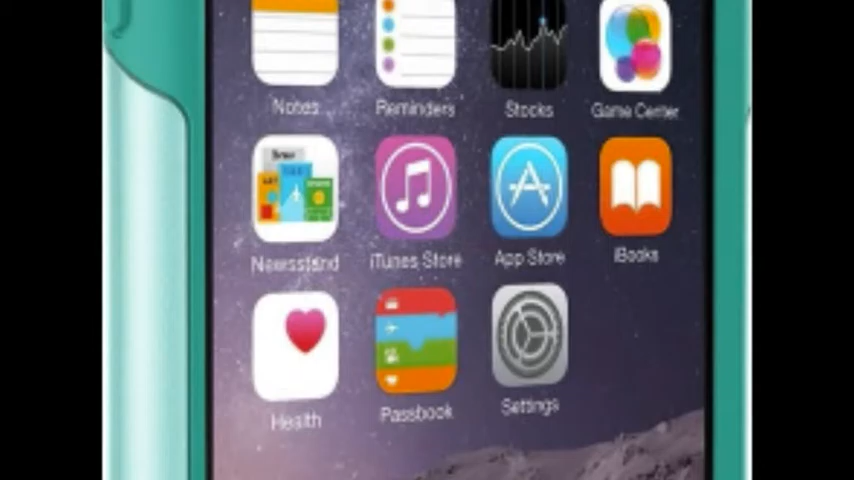 Notes Reminders Stocks Game Center
Newsstand iTunes Store App Store iBooks
Health Passbook Settings